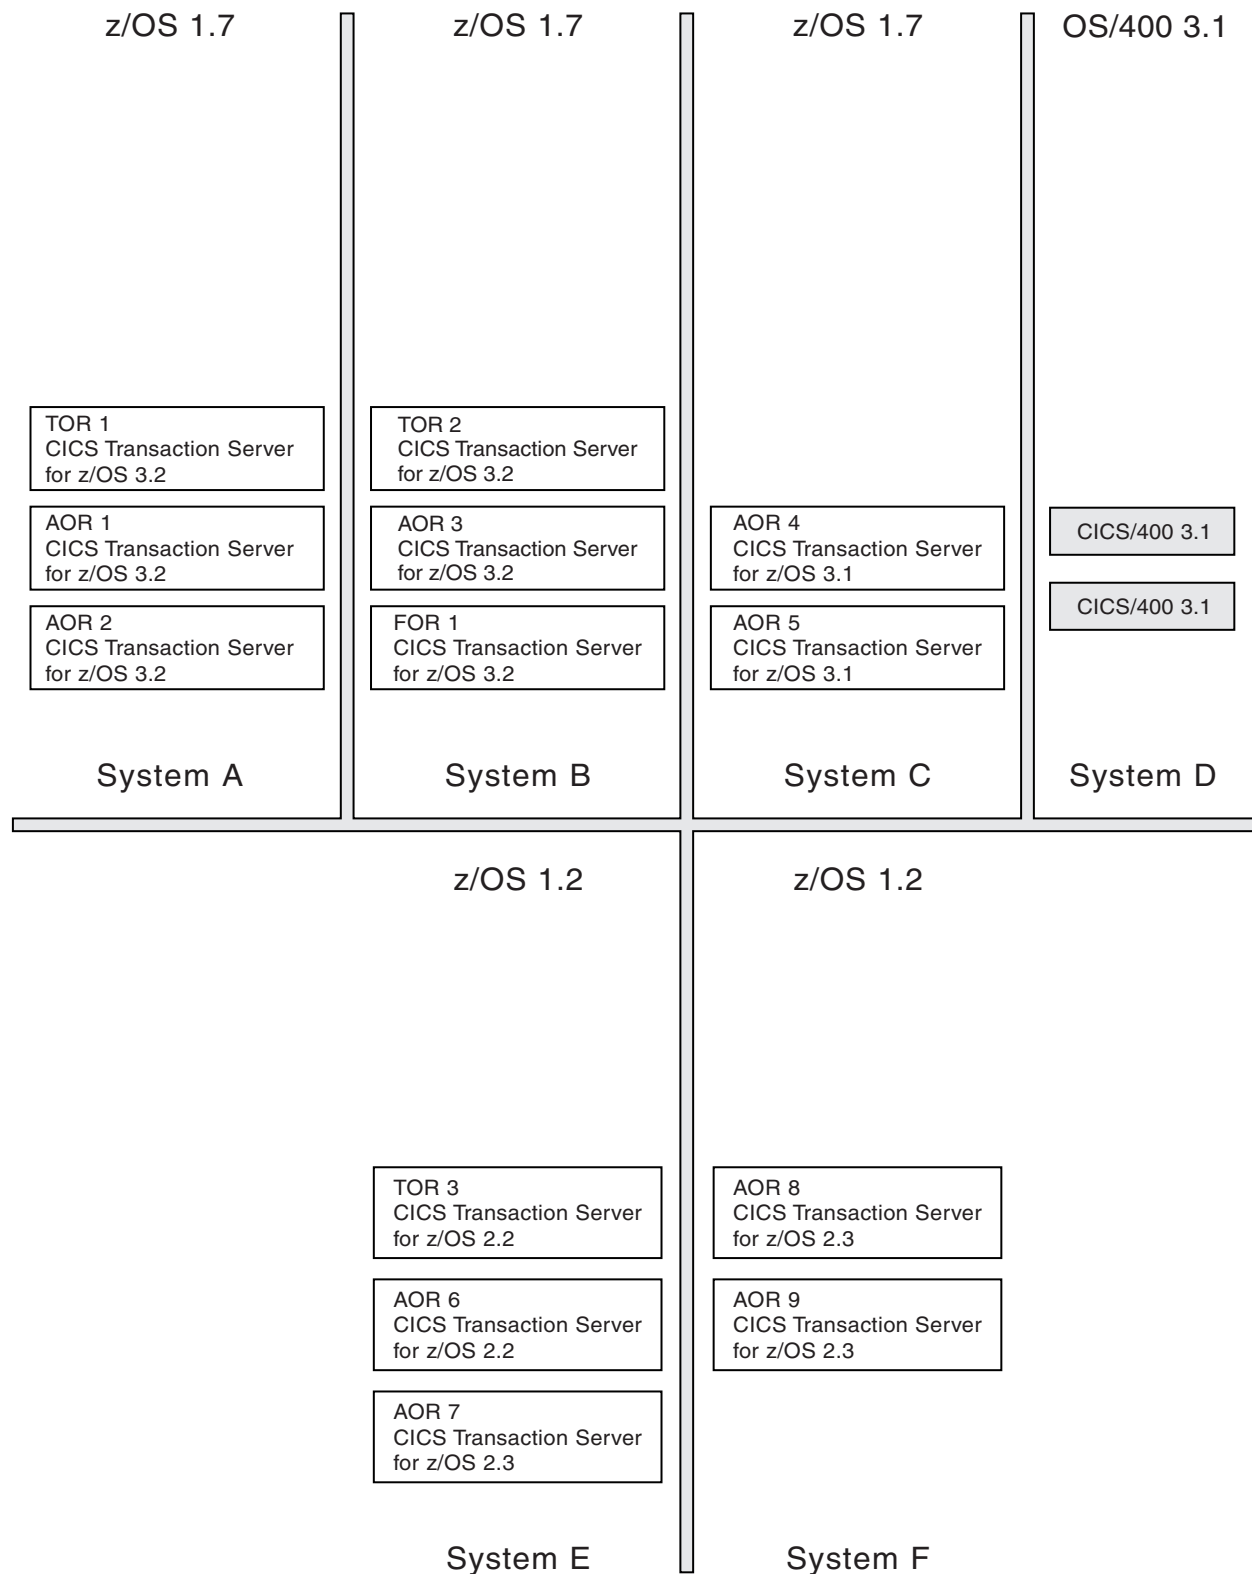 z/OS 1.7
z/OS 1.7
z/OS 1.7
OS/400 3.1
TOR 1
CICS Transaction Server
for z/OS 3.2
AOR 1
CICS Transaction Server
for z/OS 3.2
AOR 2
CICS Transaction Server
for z/OS 3.2
System A
TOR 2
CICS Transaction Server
for z/OS 3.2
AOR 3
CICS Transaction Server
for z/OS 3.2
FOR 1
CICS Transaction Server
for z/OS 3.2
System B
AOR 4
CICS Transaction Server
for z/OS 3.1
AOR 5
CICS Transaction Server
for z/OS 3.1
System C
CICS/400 3.1
CICS/400 3.1
System D
z/OS 1.2
z/OS 1.2
TOR 3
CICS Transaction Server
for z/OS 2.2
AOR 6
CICS Transaction Server
for z/OS 2.2
AOR 7
CICS Transaction Server
for z/OS 2.3
System E
AOR 8
CICS Transaction Server
for z/OS 2.3
AOR 9
CICS Transaction Server
for z/OS 2.3
System F